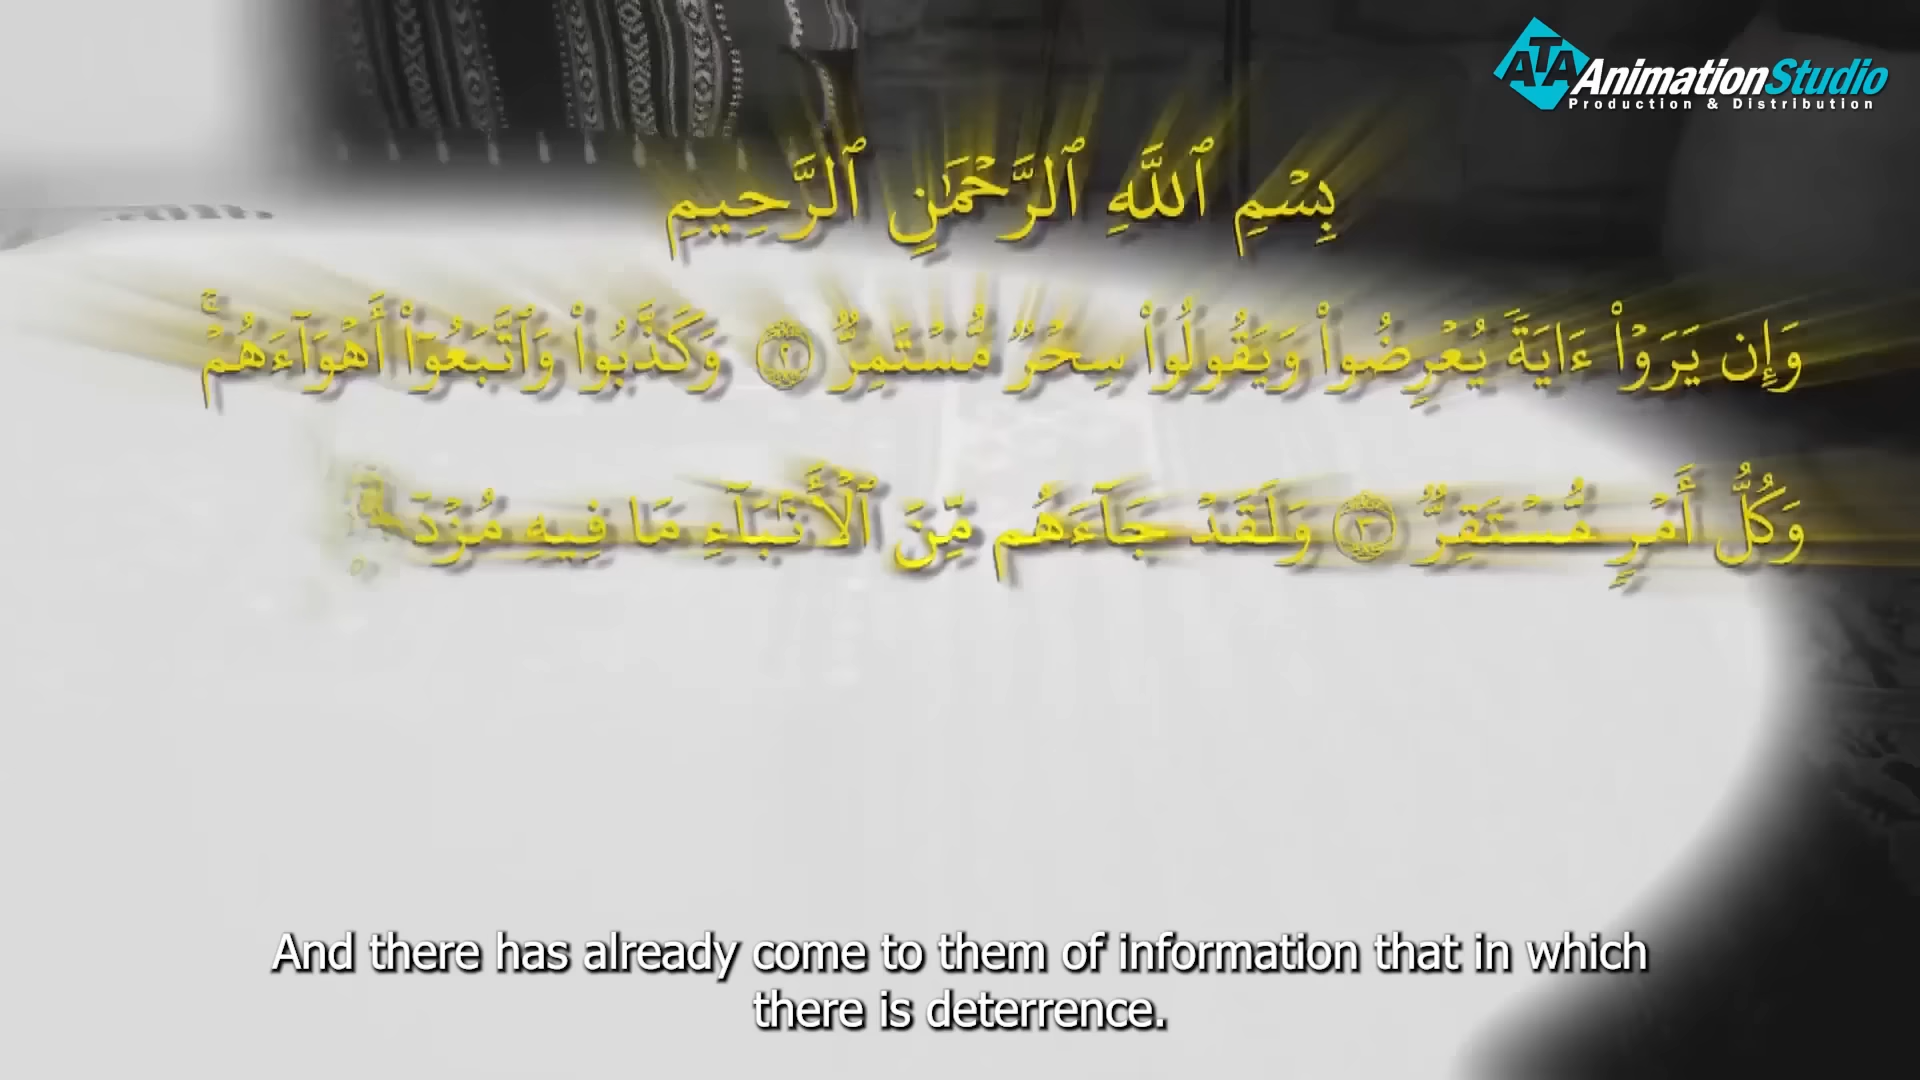 ATA AnimationStudio
Production & Distribution
بِسْمِ ٱللَّهِ ٱلرَّحْمَٰنِ ٱلرَّحِيمِ
وَإِن يَرَوْا۟ ءَايَةً يُعْرِضُوا۟ وَيَقُولُوا۟ سِحْرٌ مُّسْتَمِرٌّ ٢ وَكَذَّبُوا۟ وَٱتَّبَعُوٓا۟ أَهْوَآءَهُمْ ۚ
وَكُلُّ أَمْرٍ مُّسْتَقِرٌّ ٣ وَلَقَدْ جَآءَهُم مِّنَ ٱلْأَنۢبَآءِ مَا فِيهِ مُزْدَ
And there has already come to them of information that in which
there is deterrence.